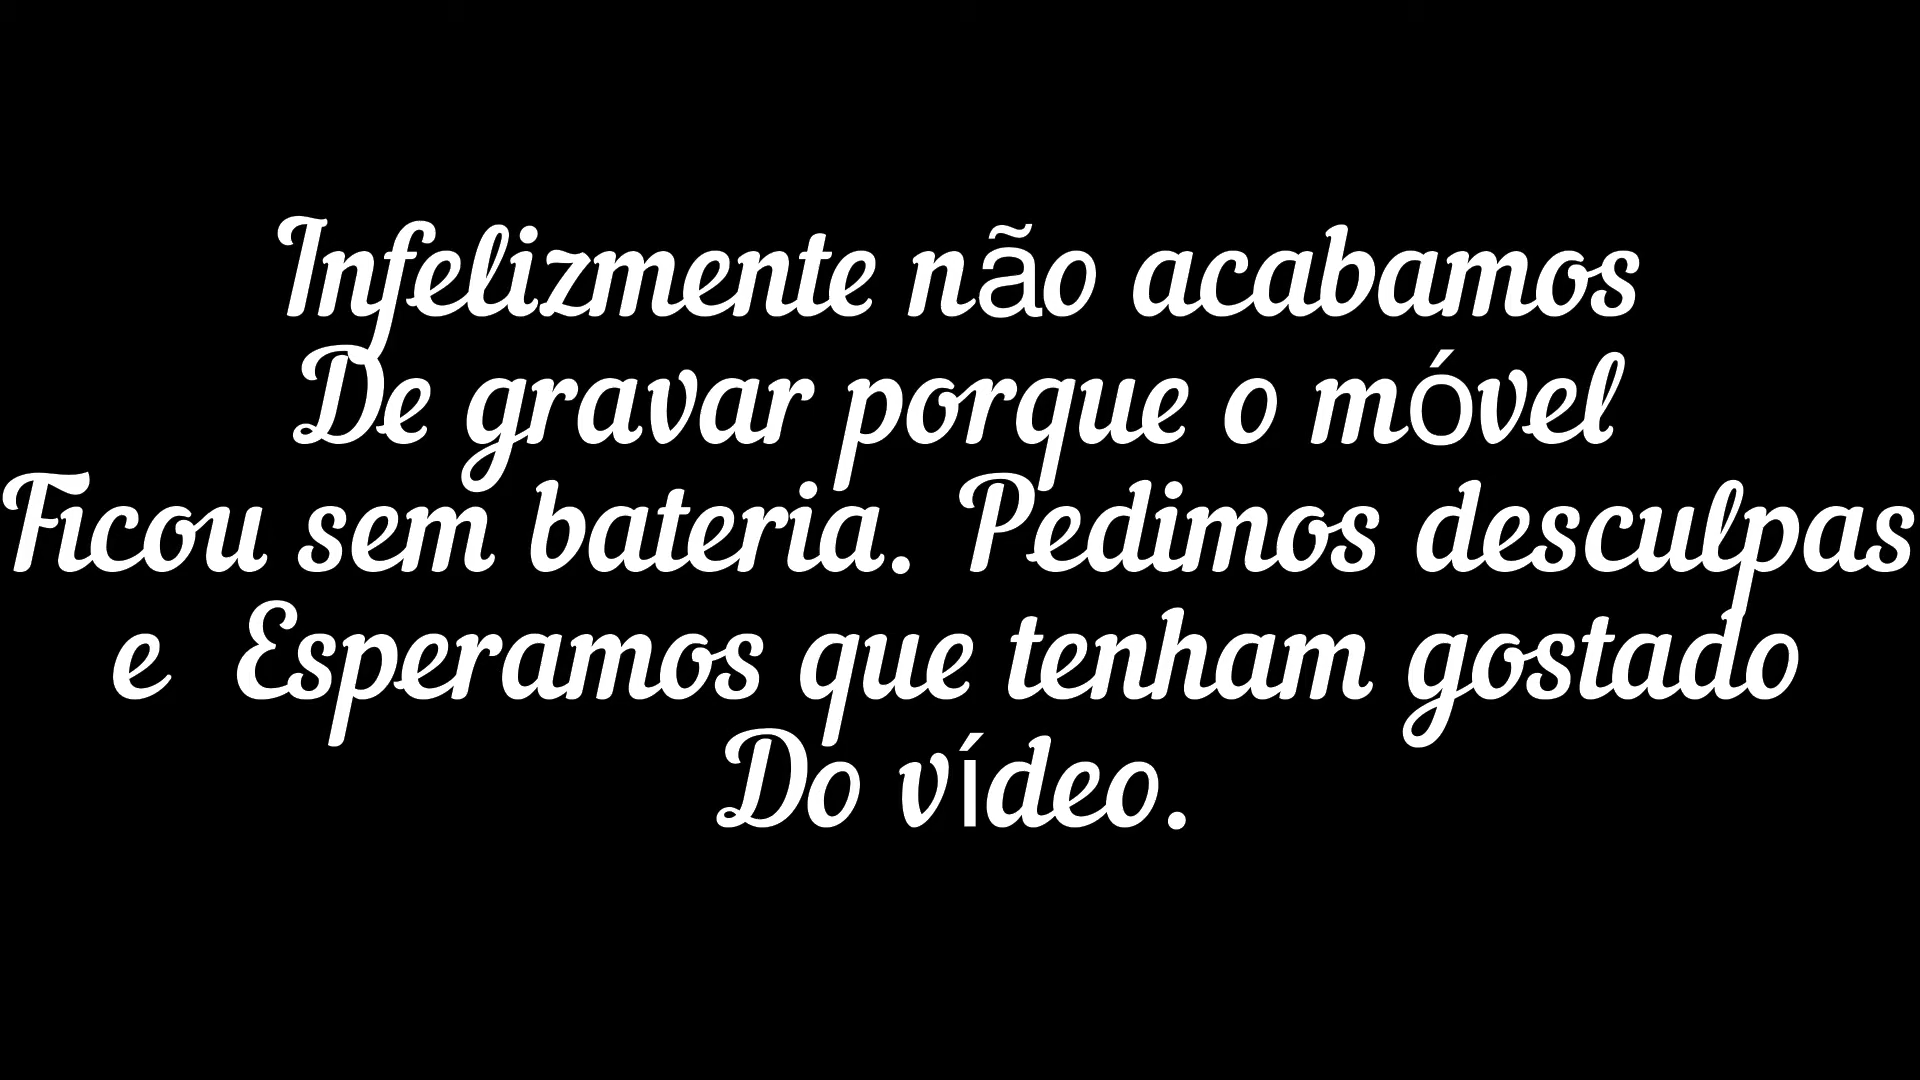 Infelizmente não acabamos
De gravar porque o móvel
Ficou sem bateria. Pedimos desculpas
e  Esperamos que tenham gostado
Do vídeo.